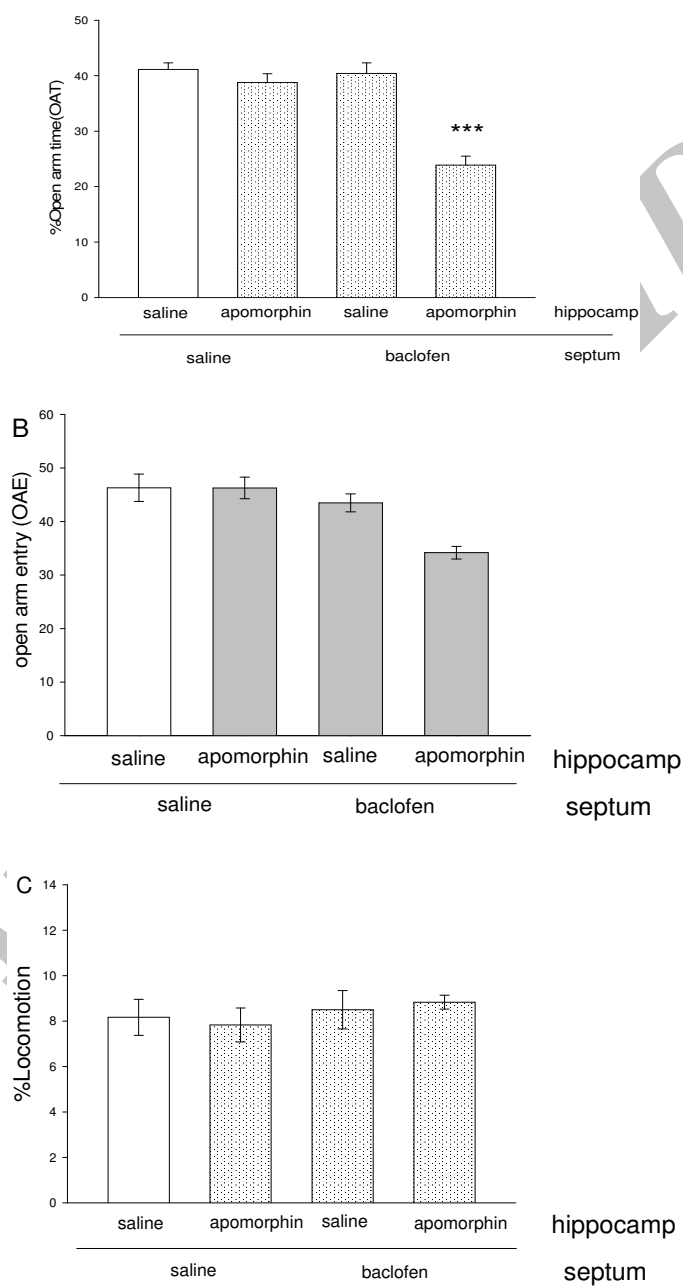 50
40
30
20
10
0
%Open arm time(OAT)
***
saline apomorphin saline apomorphin hippocamp
saline baclofen septum
B
60
50
40
30
20
10
0
open arm entry (OAE)
saline apomorphin saline apomorphin hippocamp
saline baclofen septum
C
14
12
10
8
6
4
2
0
%Locomotion
saline apomorphin saline apomorphin hippocamp
saline baclofen septum